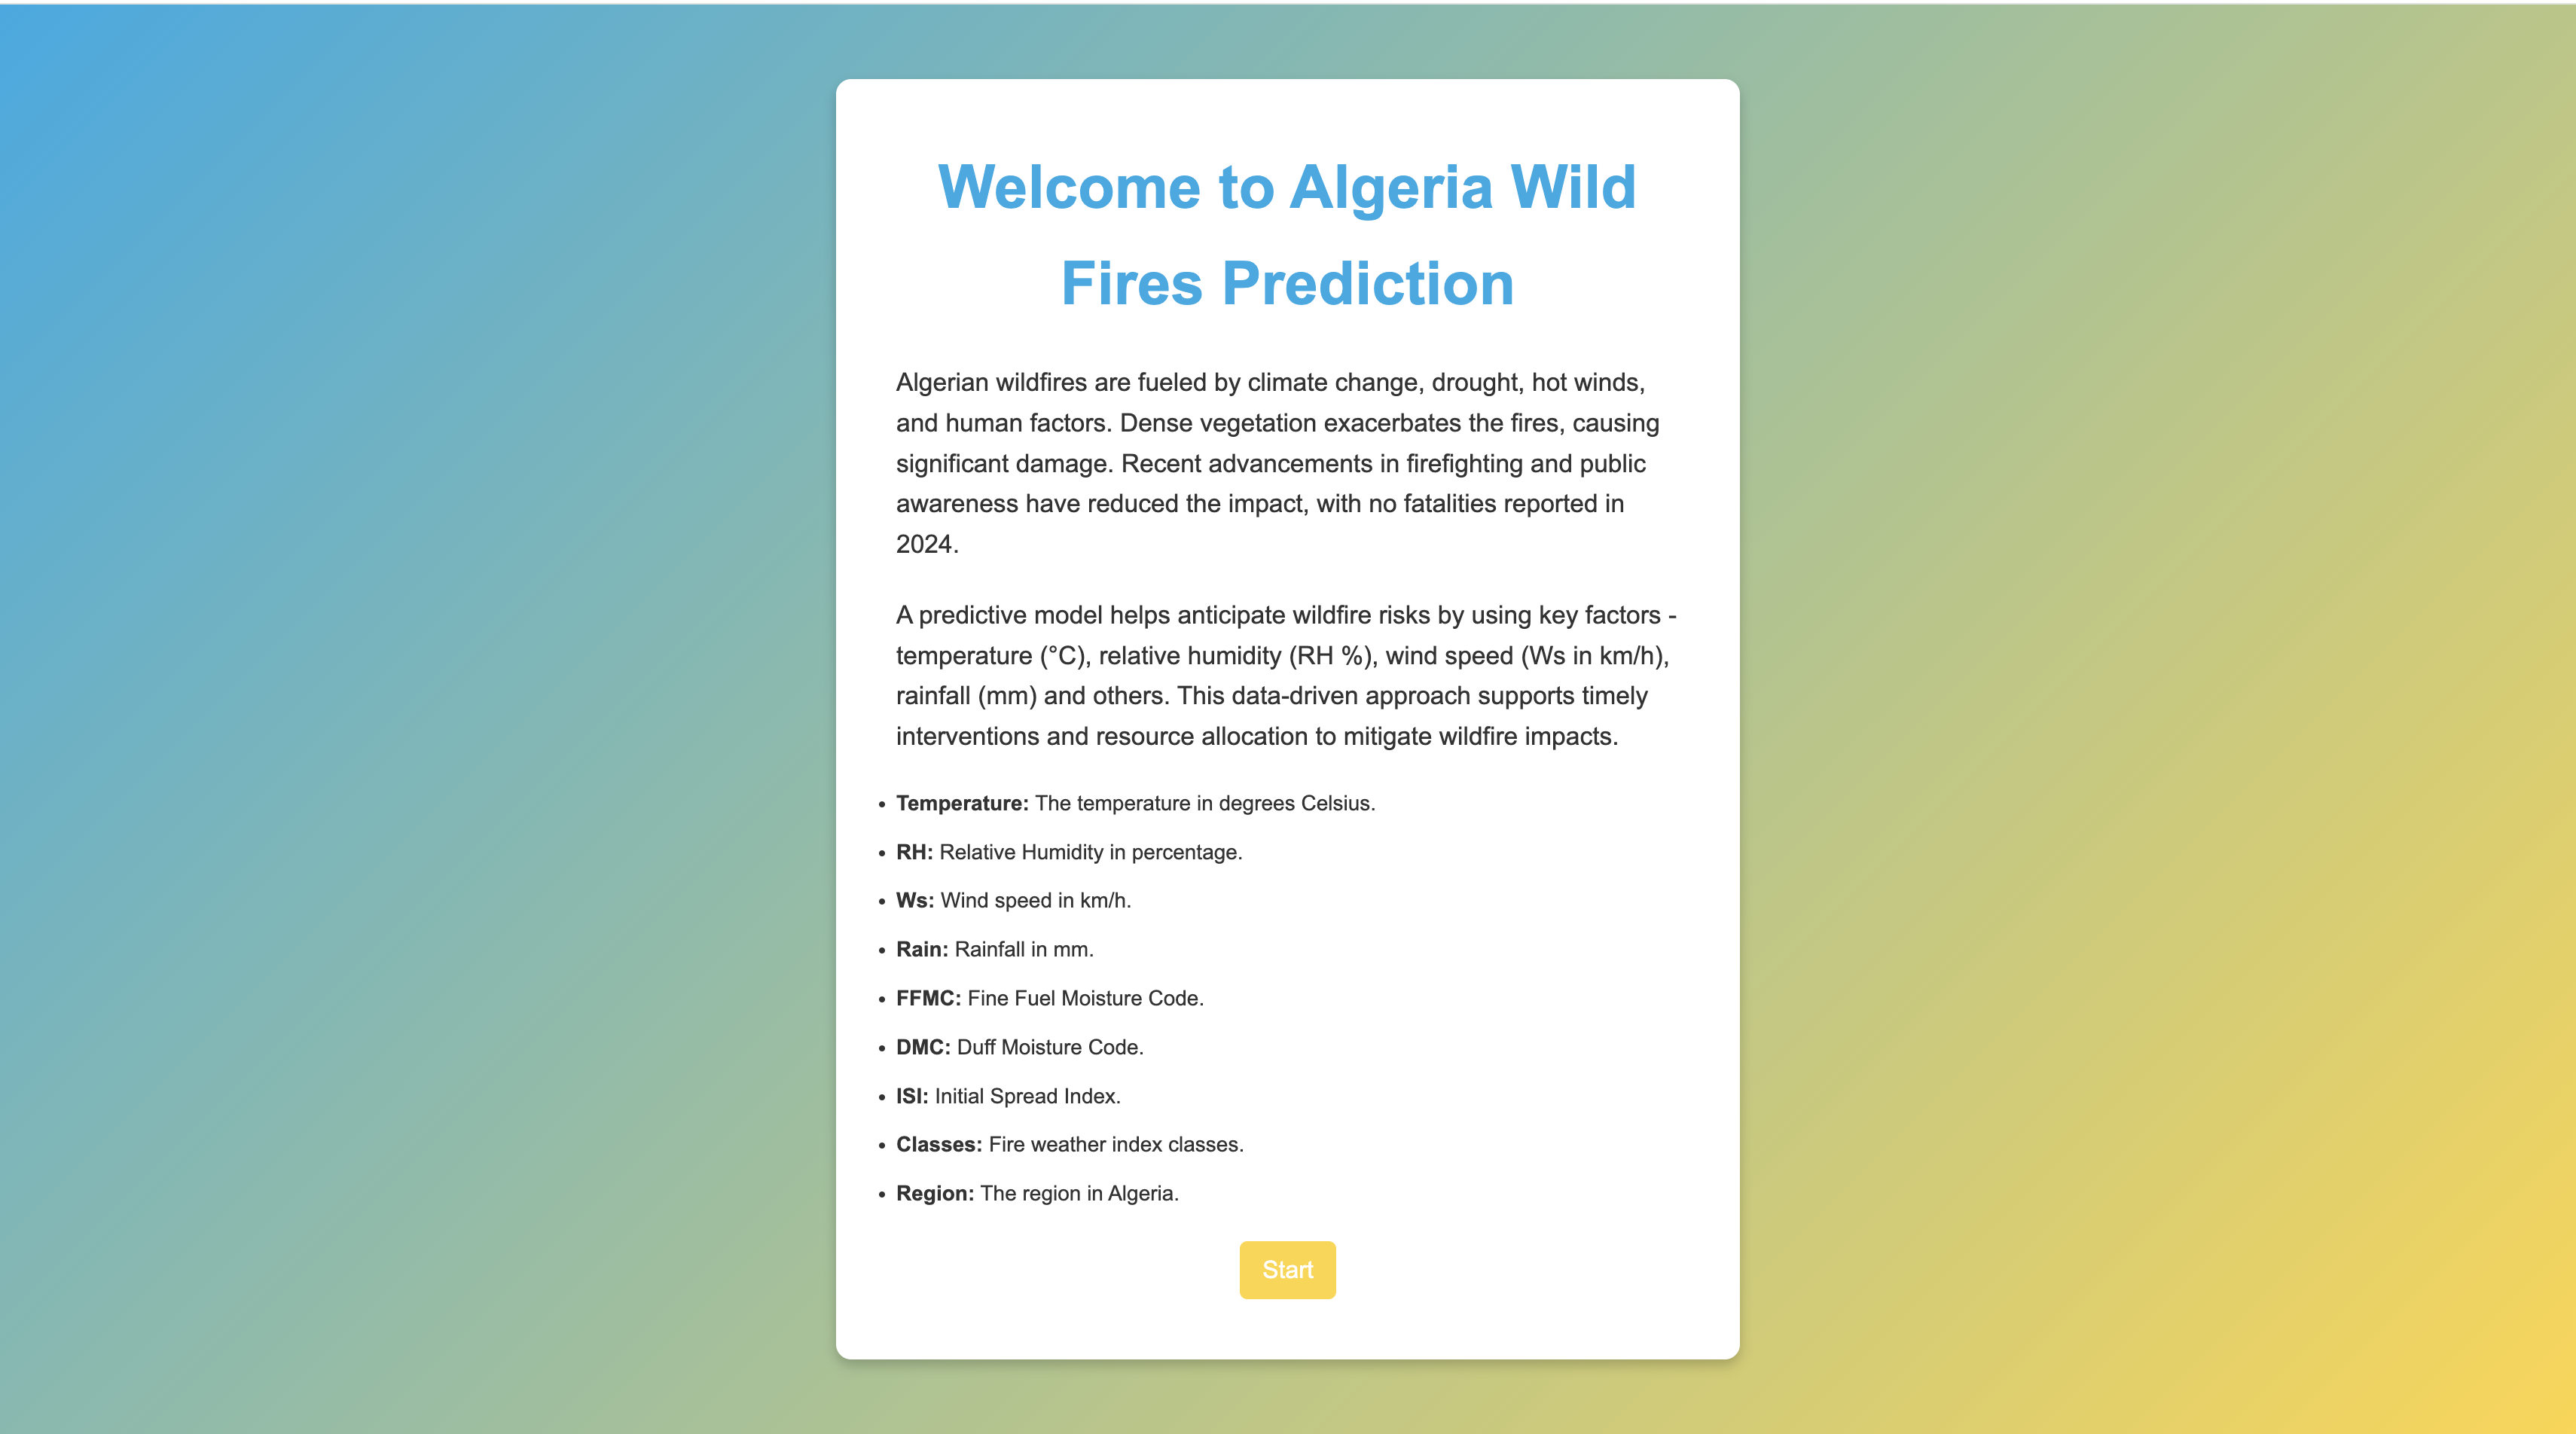 Welcome to Algeria Wild
Fires Prediction
Algerian wildfires are fueled by climate change, drought, hot winds,
and human factors. Dense vegetation exacerbates the fires, causing
significant damage. Recent advancements in firefighting and public
awareness have reduced the impact, with no fatalities reported in
2024.
A predictive model helps anticipate wildfire risks by using key factors -
temperature (°C), relative humidity (RH %), wind speed (Ws in km/h),
rainfall (mm) and others. This data-driven approach supports timely
interventions and resource allocation to mitigate wildfire impacts.
• Temperature: The temperature in degrees Celsius.
• RH: Relative Humidity in percentage.
• Ws: Wind speed in km/h.
• Rain: Rainfall in mm.
• FFMC: Fine Fuel Moisture Code.
• DMC: Duff Moisture Code.
• ISI: Initial Spread Index.
• Classes: Fire weather index classes.
• Region: The region in Algeria.
Start